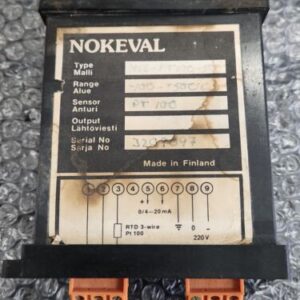 NOKEVAL
Type
Malli
Range
Alue
Sensor PT 100
Anturi
Output
Lähtöviesti
Serial No
Sarja No
Made in Finland
1 2 3 4 5 6 7 8 9
+ -
0/4-20mA
RTD 3-wire
Pt 100
0 ~
220V